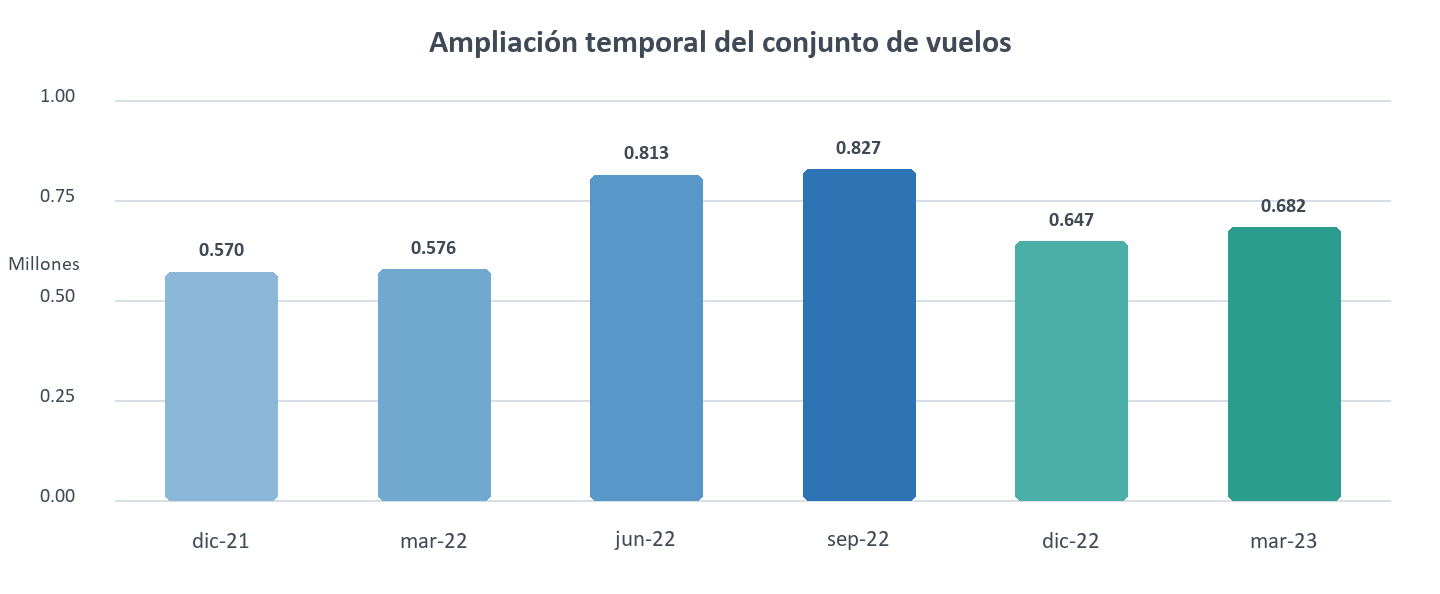 Ampliación temporal del conjunto de vuelos
1.00
0.75
Millones
0.50
0.25
0.00
0.570
0.576
0.813
0.827
0.647
0.682
dic-21
mar-22
jun-22
sep-22
dic-22
mar-23